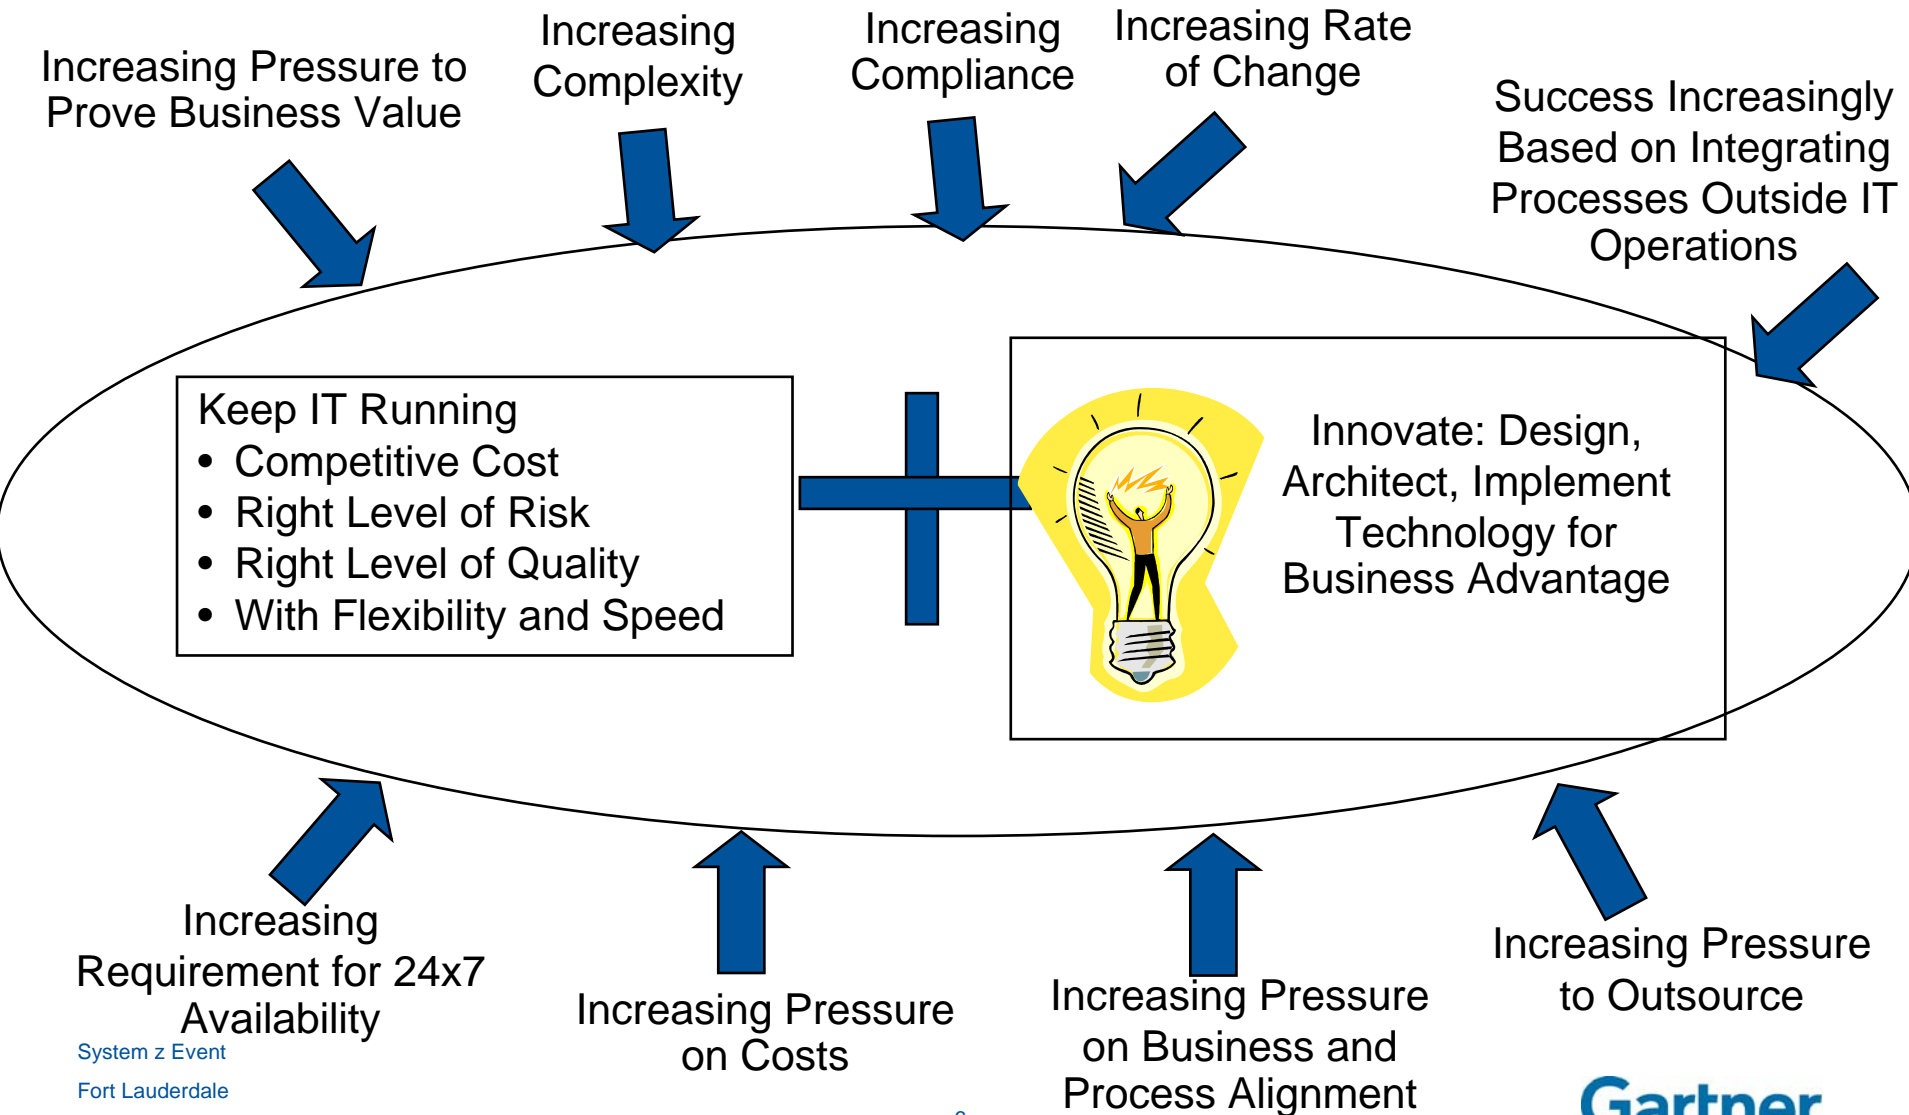 Increasing Pressure to
Prove Business Value
Increasing
Complexity
Increasing
Compliance
Increasing Rate
of Change
Success Increasingly
Based on Integrating
Processes Outside IT
Operations
Keep IT Running
• Competitive Cost
• Right Level of Risk
• Right Level of Quality
• With Flexibility and Speed
Innovate: Design,
Architect, Implement
Technology for
Business Advantage
Increasing
Requirement for 24x7
Availability
Increasing Pressure
on Costs
Increasing Pressure
on Business and
Process Alignment
Increasing Pressure
to Outsource
System z Event
Fort Lauderdale
Gartner